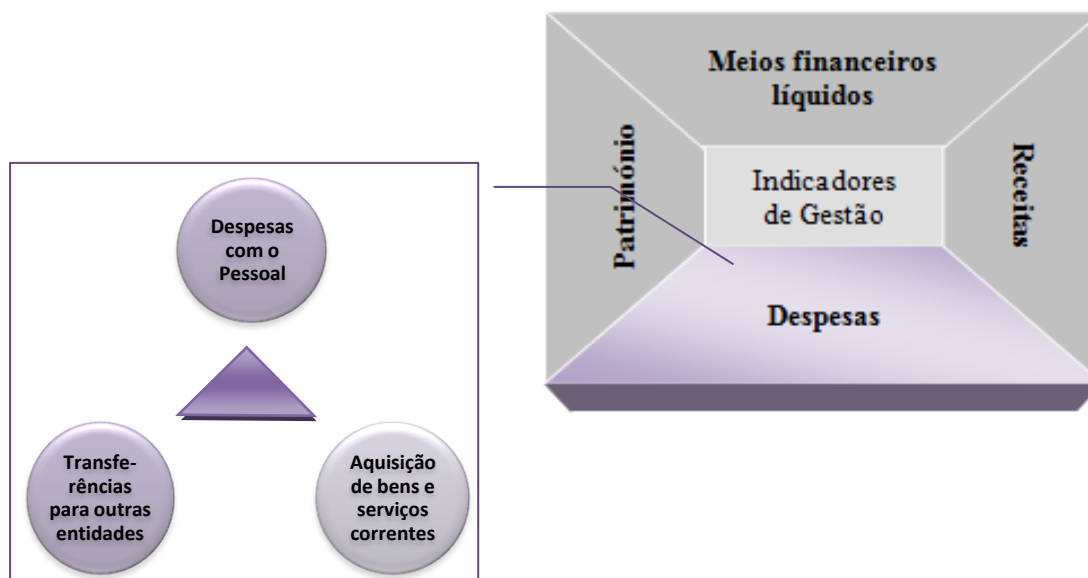 Meios financeiros
líquidos
Património
Indicadores
de Gestão
Receitas
Despesas
Despesas
com o
Pessoal
Transfe-
rências
para outras
entidades
Aquisição
de bens e
serviços
correntes